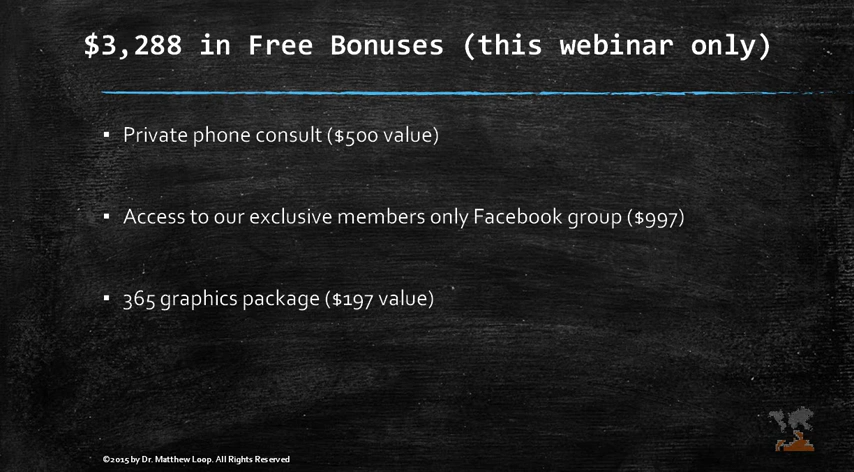 $3,288 in Free Bonuses (this webinar only)
▪ Private phone consult ($500 value)
▪ Access to our exclusive members only Facebook group ($997)
▪ 365 graphics package ($197 value)
©2015 by Dr. Matthew Loop. All Rights Reserved